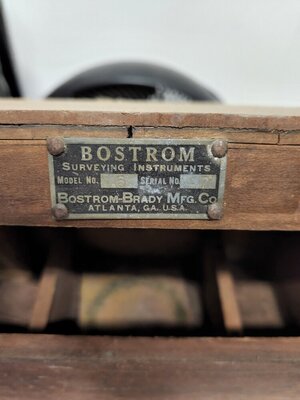 BOSTROM
SURVEYING INSTRUMENTS
MODEL NO. SERIAL NO.
BOSTROM-BRADY MFG. CO
ATLANTA, GA. U.S.A.